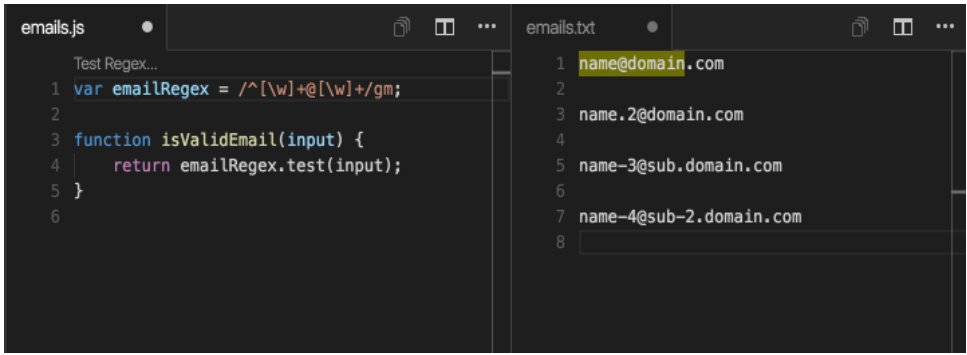 emails.js
Test Regex...
1 var emailRegex = /^[\w]+@[\w]+/gm;
2
3 function isValidEmail(input) {
4     return emailRegex.test(input);
5 }
6
emails.txt
1 name@domain.com
2
3 name.2@domain.com
4
5 name-3@sub.domain.com
6
7 name-4@sub-2.domain.com
8